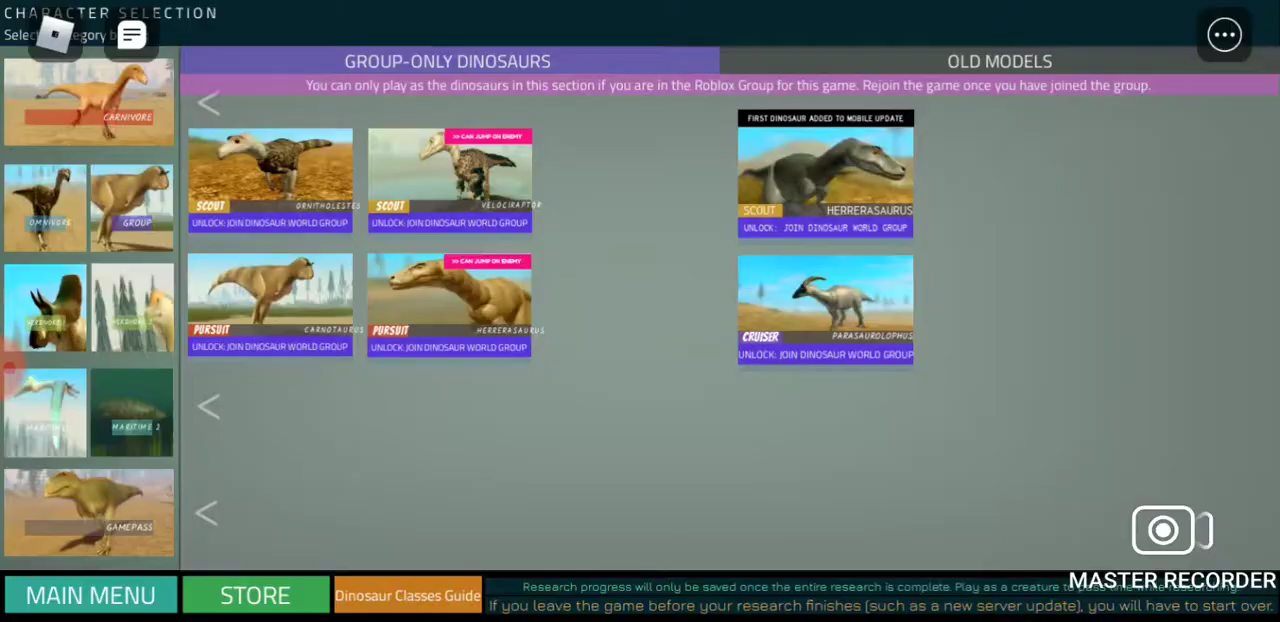 CHARACTER SELECTION
GROUP-ONLY DINOSAURS
OLD MODELS
You can only play as the dinosaurs in this section if you are in the Roblox Group for this game. Rejoin the game once you have joined the group.
CARNIVORE
OMNIVORE
GROUP
MARITIME 2
GAMEPASS
SCOUT ORNITHOLESTES
UNLOCK: JOIN DINOSAUR WORLD GROUP
>> CAN JUMP ON ENEMY
SCOUT VELOCIRAPTOR
UNLOCK: JOIN DINOSAUR WORLD GROUP
PURSUIT CARNOTAURUS
UNLOCK: JOIN DINOSAUR WORLD GROUP
>> CAN JUMP ON ENEMY
PURSUIT HERRERASAURUS
UNLOCK: JOIN DINOSAUR WORLD GROUP
FIRST DINOSAUR ADDED TO MOBILE UPDATE
SCOUT HERRERASAURUS
UNLOCK: JOIN DINOSAUR WORLD GROUP
CRUISER PARASAUROLOPHUS
UNLOCK: JOIN DINOSAUR WORLD GROUP
MAIN MENU
STORE
Dinosaur Classes Guide
Research progress will only be saved once the entire research is complete. Play as a creature to pass time while researching.
If you leave the game before your research finishes (such as a new server update), you will have to start over.
MASTER RECORDER